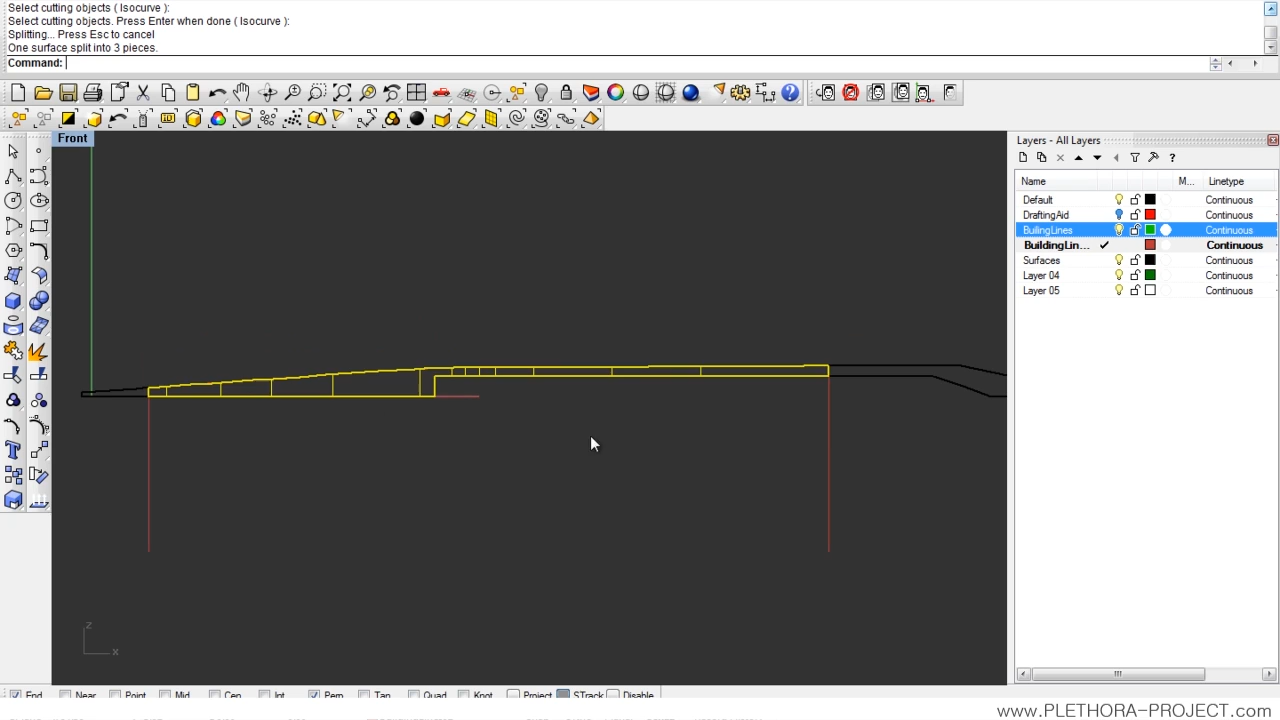 Select cutting objects ( Isocurve ):
Select cutting objects. Press Enter when done ( Isocurve ):
Splitting... Press Esc to cancel
One surface split into 3 pieces.
Command:
Front
Layers - All Layers
Name M... Linetype
Default Continuous
DraftingAid Continuous
BuilingLines Continuous
BuildingLin... Continuous
Surfaces Continuous
Layer 04 Continuous
Layer 05 Continuous
z
x
End Near Point Mid Cen Int Perp Tan Quad Knot Project STrack Disable
www.PLETHORA-PROJECT.com